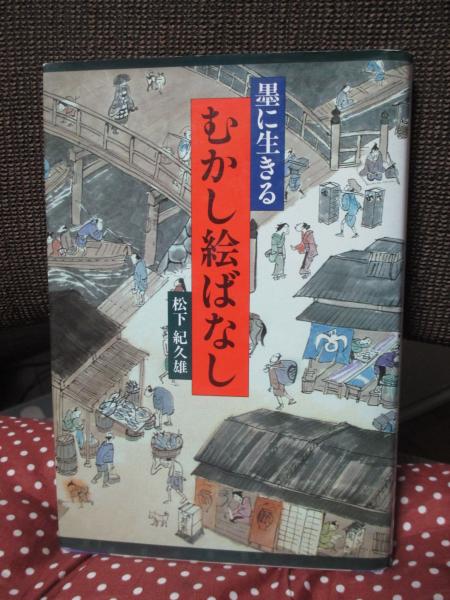 墨に生きる
むかし絵ばなし
松下 紀久雄